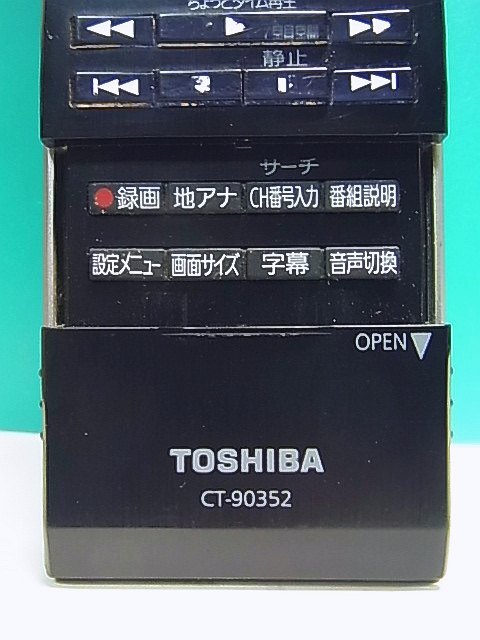 ちょっとタイム再生
静止
サーチ
録画 地アナ CH番号入力 番組説明
設定メニュー 画面サイズ 字幕 音声切換
OPEN
TOSHIBA
CT-90352